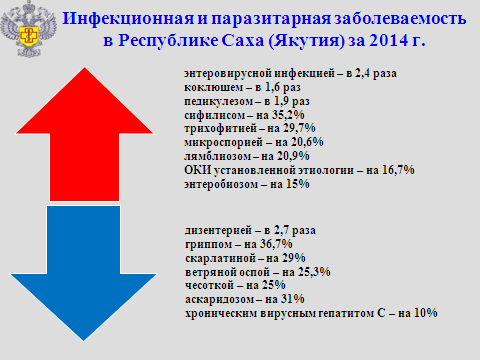 Инфекционная и паразитарная заболеваемость
в Республике Саха (Якутия) за 2014 г.
энтеровирусной инфекцией – в 2,4 раза
коклюшем – в 1,6 раз
педикулезом – в 1,9 раз
сифилисом – на 35,2%
трихофитией – на 29,7%
микроспорией – на 20,6%
лямблиозом – на 20,9%
ОКИ установленной этиологии – на 16,7%
энтеробиозом – на 15%
дизентерией – в 2,7 раза
гриппом – на 36,7%
скарлатиной – на 29%
ветряной оспой – на 25,3%
чесоткой – на 25%
аскаридозом – на 31%
хроническим вирусным гепатитом С – на 10%